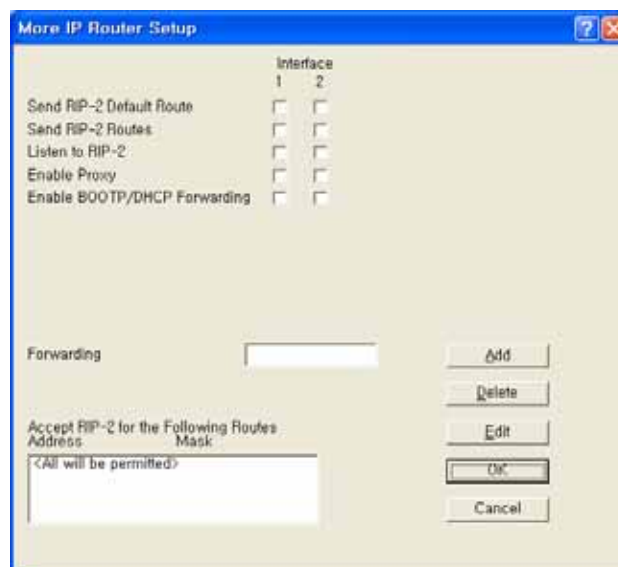 More IP Router Setup
Interface
1 2
Send RIP-2 Default Route
Send RIP-2 Routes
Listen to RIP-2
Enable Proxy
Enable BOOTP/DHCP Forwarding
Forwarding
Add
Delete
Accept RIP-2 for the Following Routes
Address Mask
Edit
<All will be permitted>
OK
Cancel